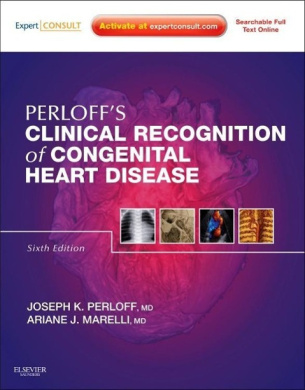 Expert CONSULT
Activate at expertconsult.com
Searchable Full
Text Online
PERLOFF'S
CLINICAL RECOGNITION
of CONGENITAL
HEART DISEASE
Sixth Edition
JOSEPH K. PERLOFF, MD
ARIANE J. MARELLI, MD
ELSEVIER
SAUNDERS